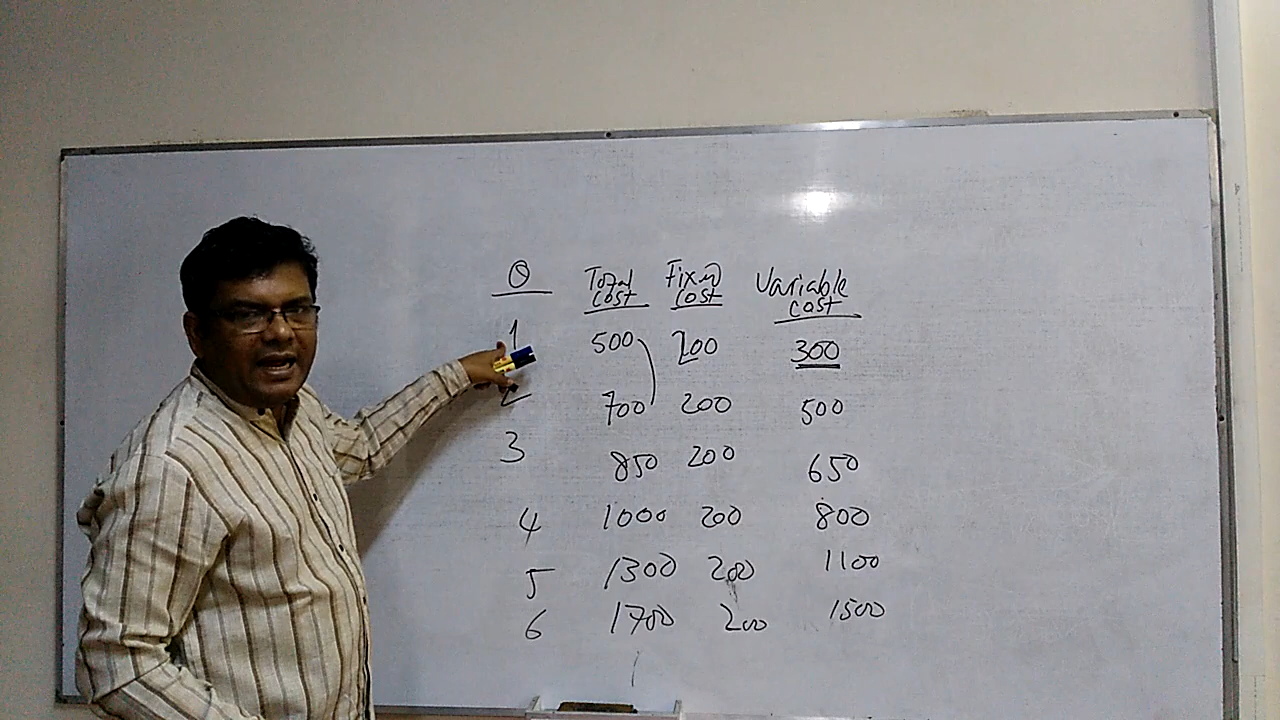 Q Total cost Fixed cost Variable cost
1 500 200 300
2 700 200 500
3 850 200 650
4 1000 200 800
5 1300 200 1100
6 1700 200 1500